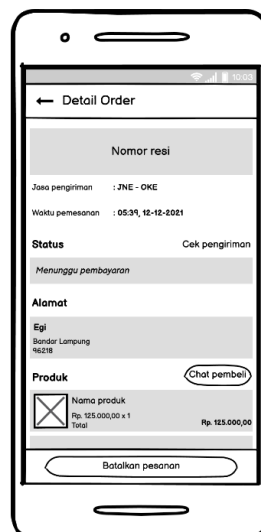 10:03
Detail Order
Nomor resi
Jasa pengiriman : JNE - OKE
Waktu pemesanan : 05:39, 12-12-2021
Status Cek pengiriman
Menunggu pembayaran
Alamat
Egi
Bandar Lampung
96218
Produk Chat pembeli
Nama produk
Rp. 125.000,00 x 1
Total Rp. 125.000,00
Batalkan pesanan